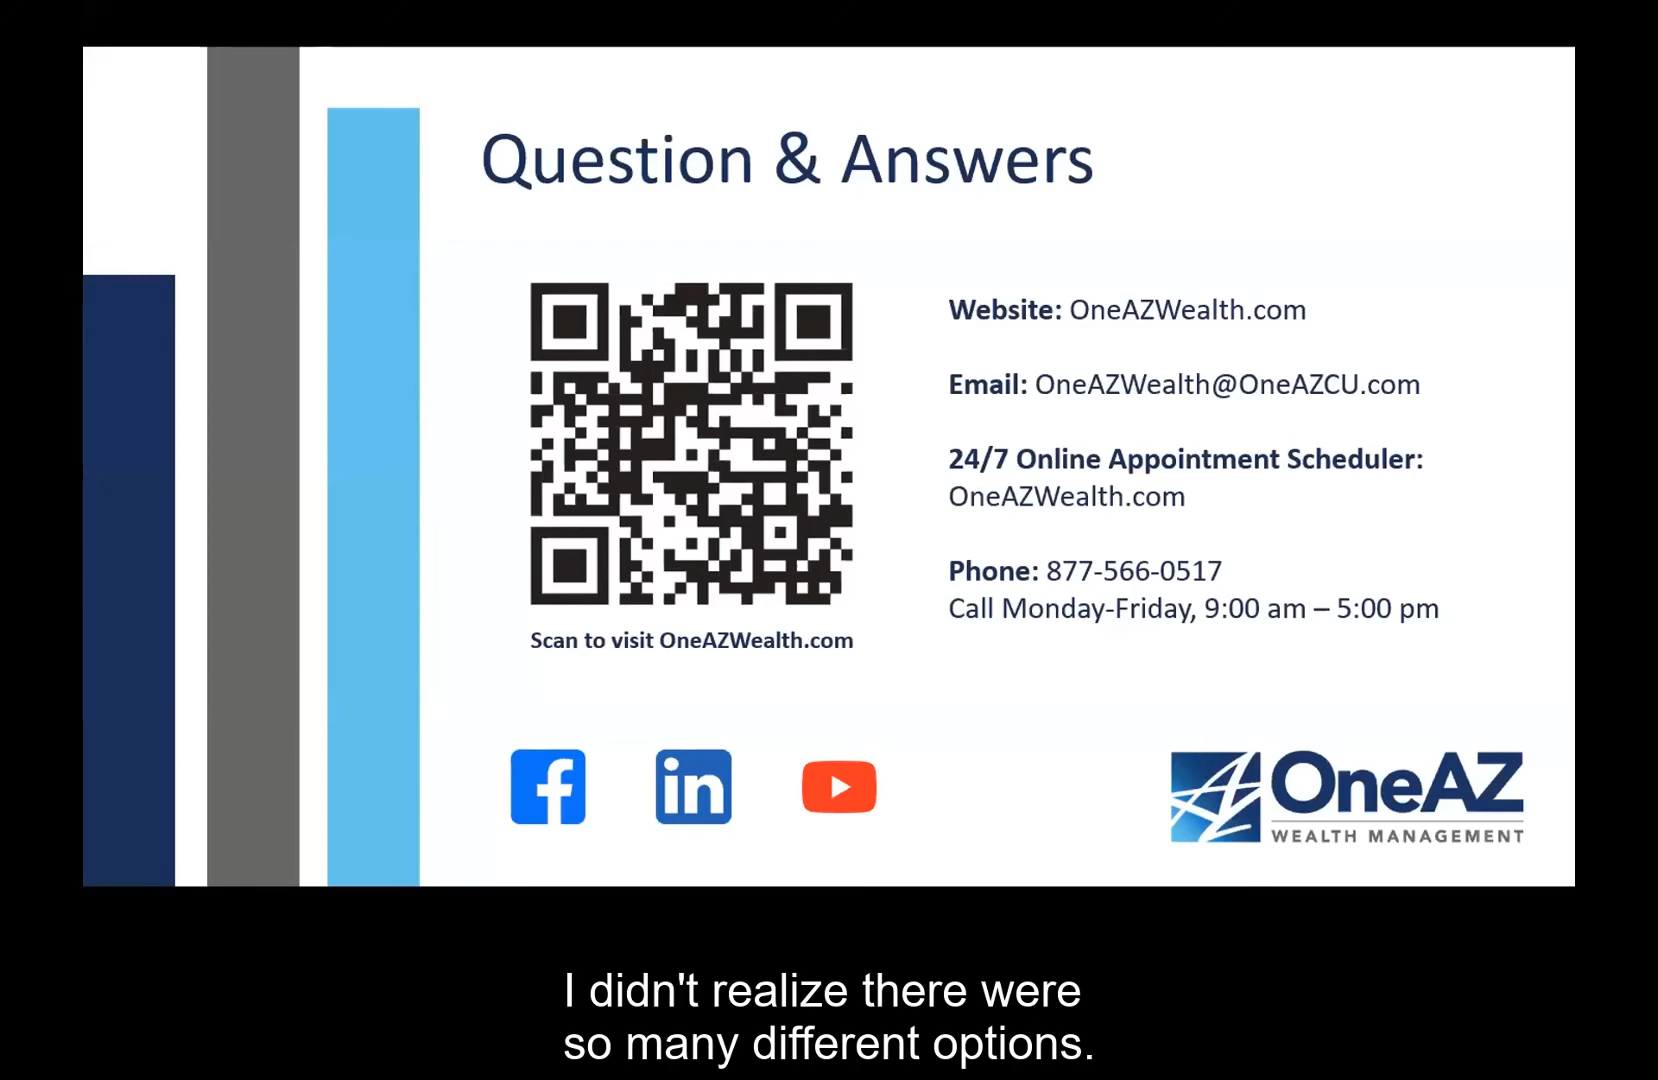 Question & Answers
Website: OneAZWealth.com
Email: OneAZWealth@OneAZCU.com
24/7 Online Appointment Scheduler:
OneAZWealth.com
Phone: 877-566-0517
Call Monday-Friday, 9:00 am – 5:00 pm
Scan to visit OneAZWealth.com
f
in
OneAZ
WEALTH MANAGEMENT
I didn't realize there were
so many different options.